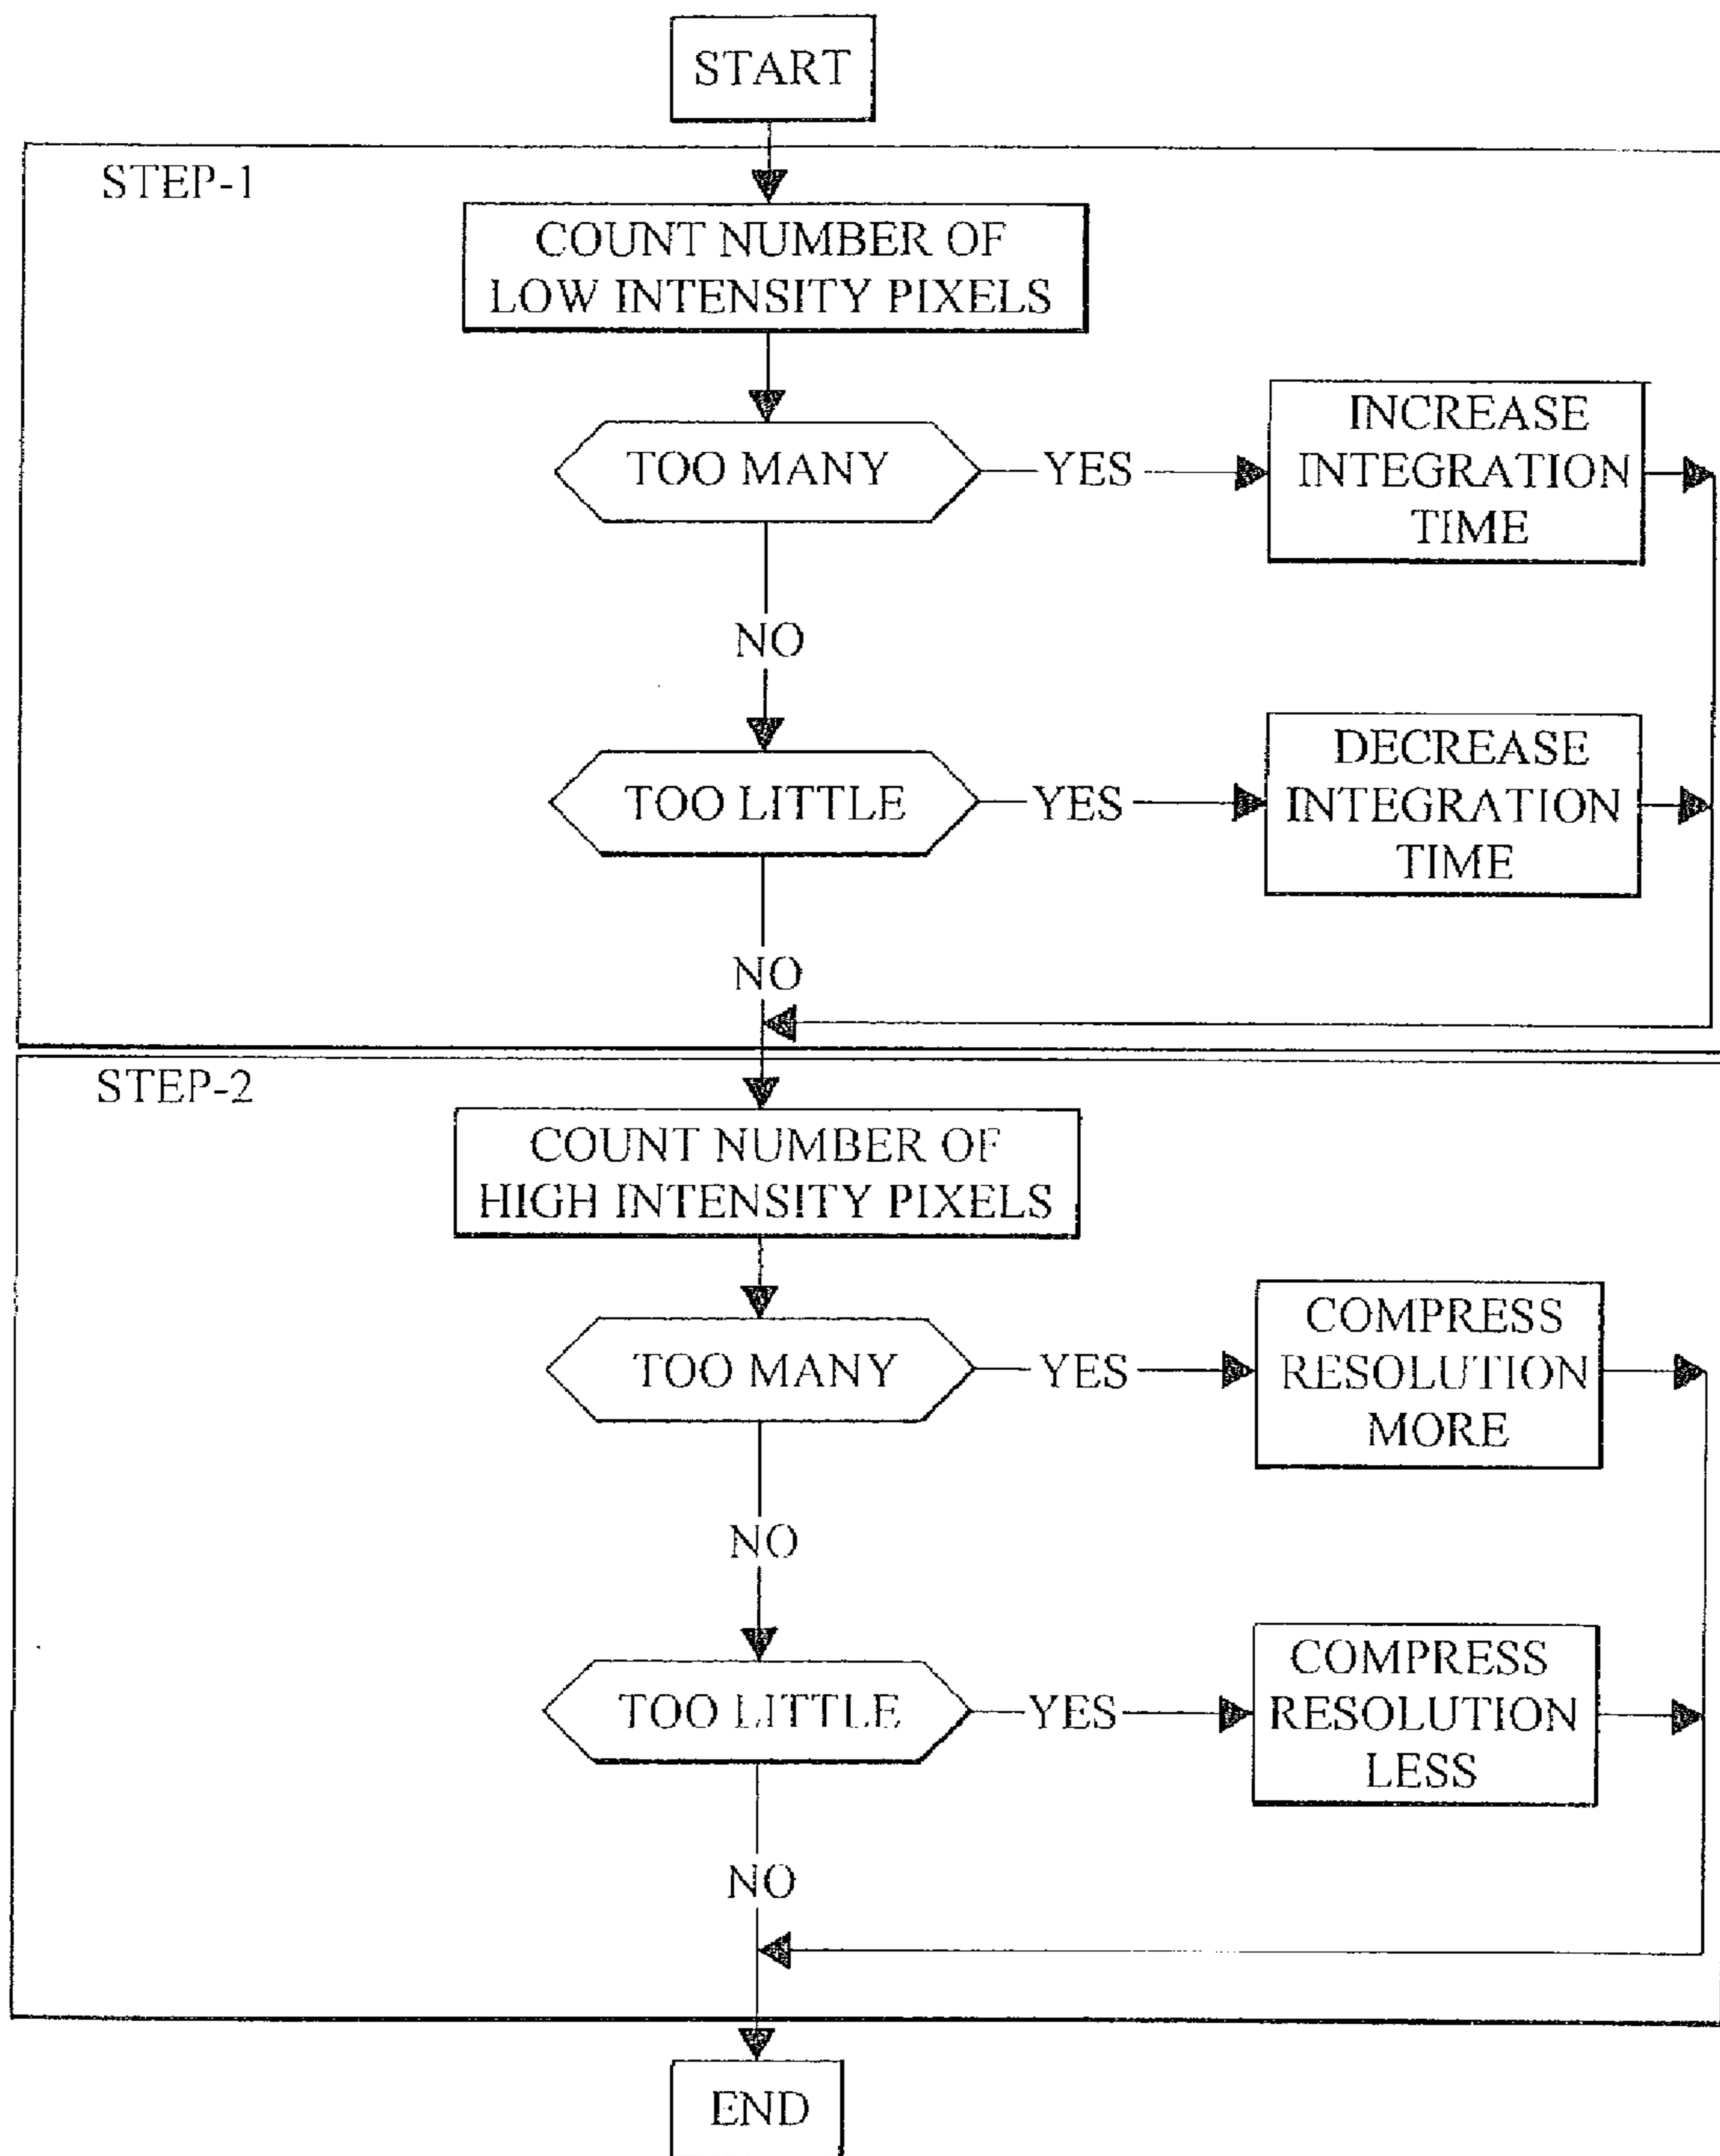 START
STEP-1
COUNT NUMBER OF
LOW INTENSITY PIXELS
TOO MANY
YES
INCREASE
INTEGRATION
TIME
NO
TOO LITTLE
YES
DECREASE
INTEGRATION
TIME
NO
STEP-2
COUNT NUMBER OF
HIGH INTENSITY PIXELS
TOO MANY
YES
COMPRESS
RESOLUTION
MORE
NO
TOO LITTLE
YES
COMPRESS
RESOLUTION
LESS
NO
END